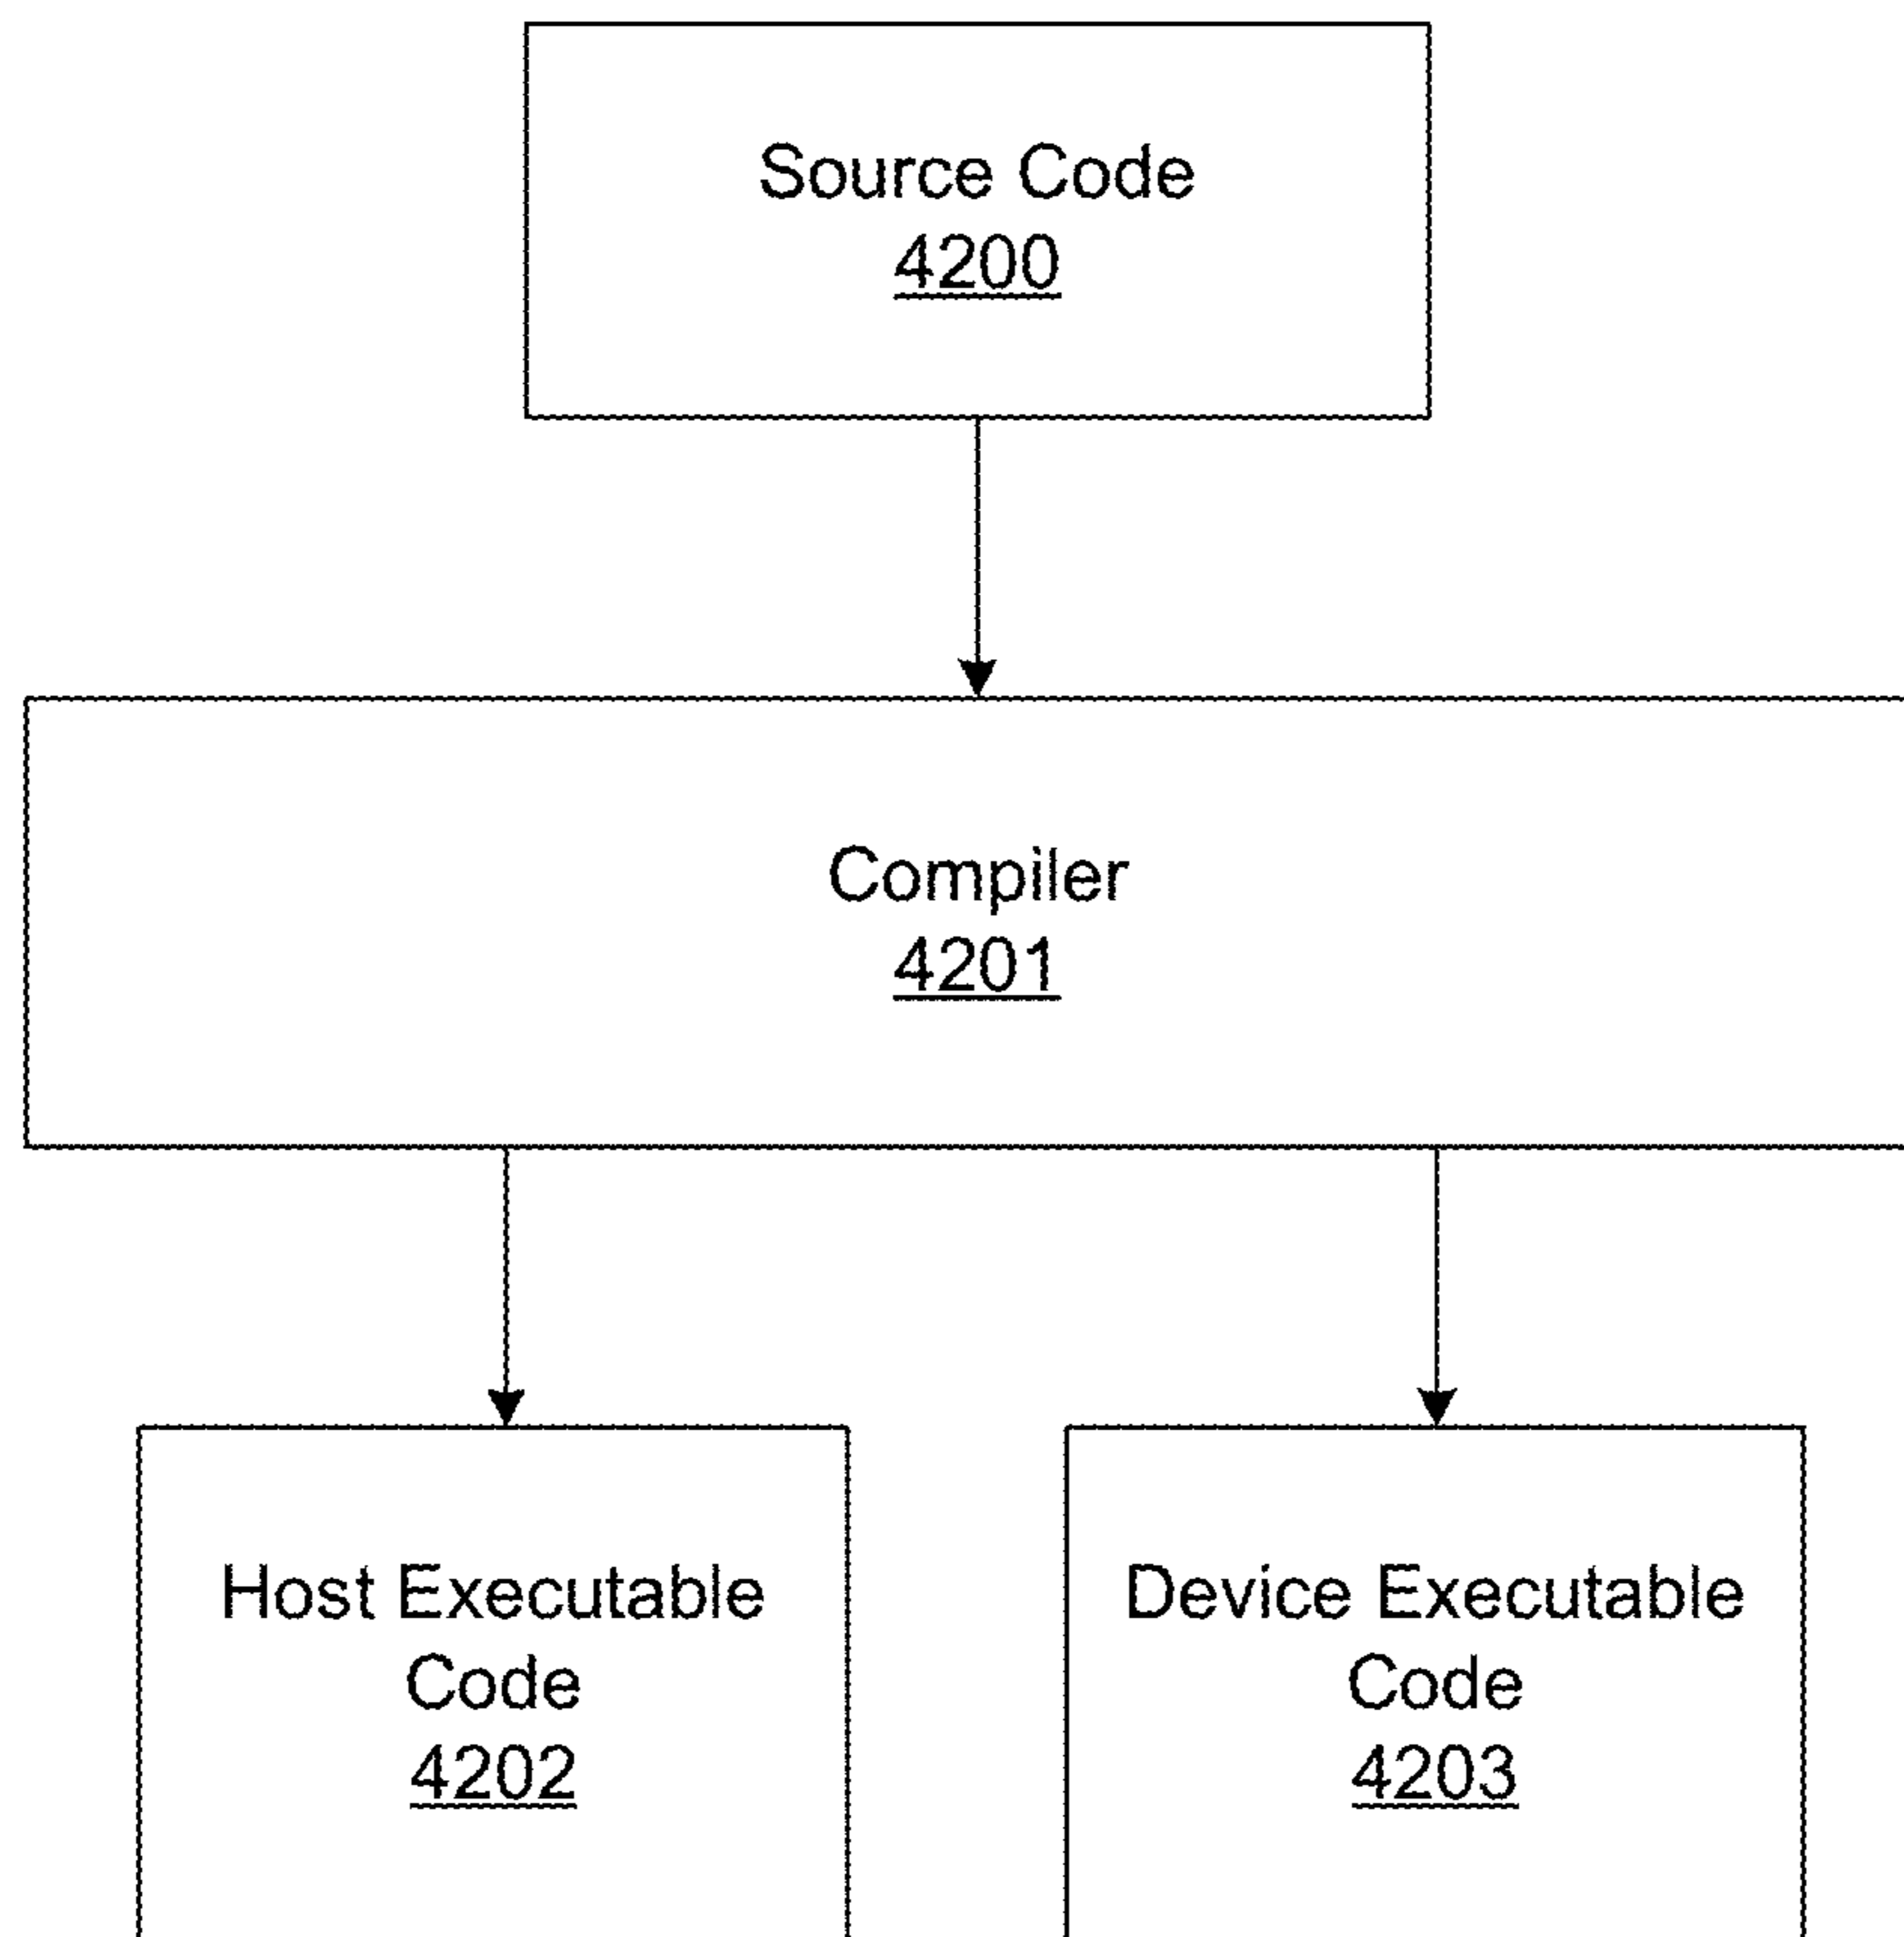 Source Code
4200
Compiler
4201
Host Executable
Code
4202
Device Executable
Code
4203